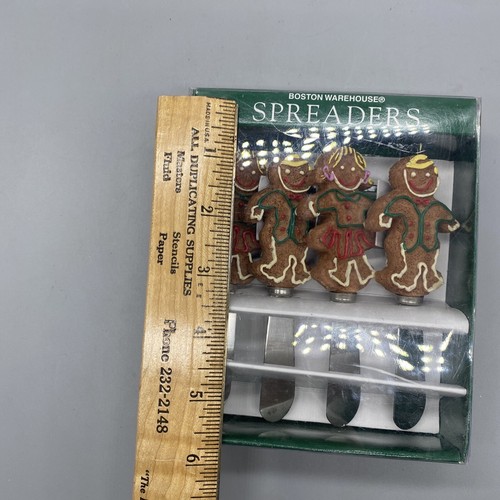 BOSTON WAREHOUSE®
SPREADERS
MADE IN U.S.A.
ALL DUPLICATING SUPPLIES
Masters Stencils
Fluid Paper
Phone 232-2148
"The
1
2
3
4
5
6